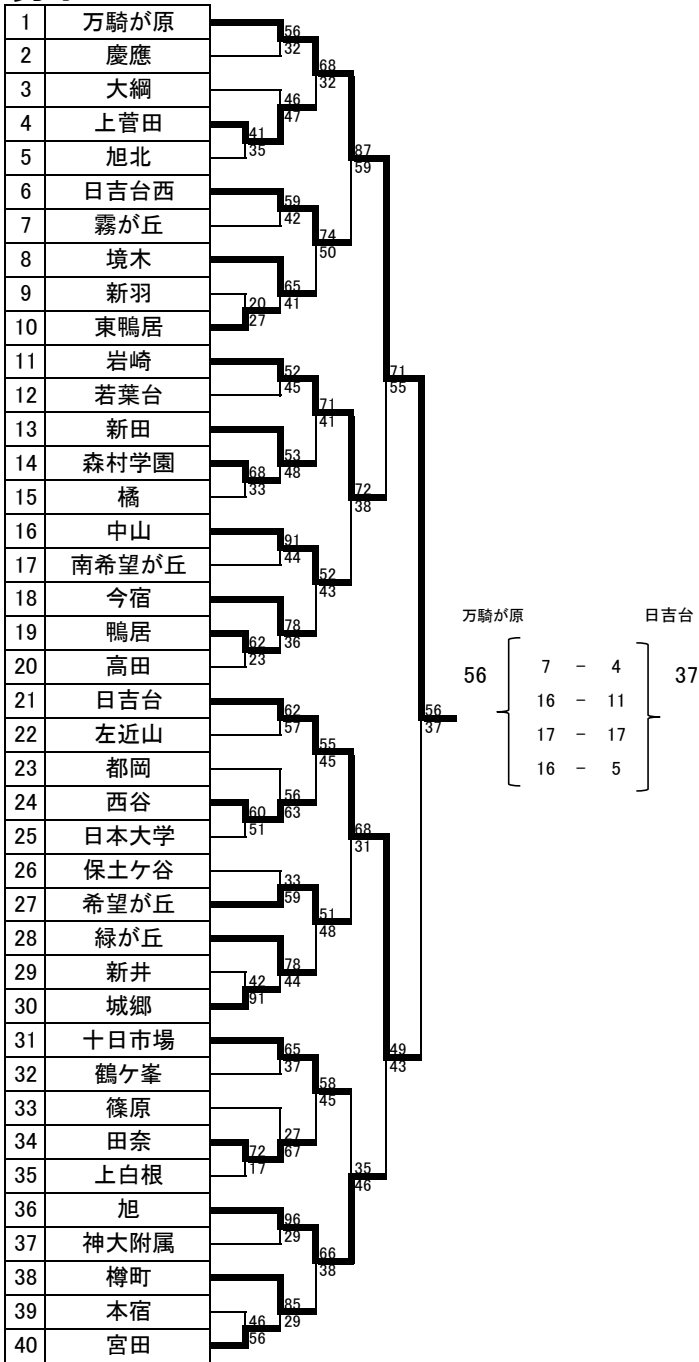 1 万騎が原
2 慶應
3 大綱
4 上菅田
5 旭北
6 日吉台西
7 霧が丘
8 境木
9 新羽
10 東鴨居
11 岩崎
12 若葉台
13 新田
14 森村学園
15 橘
16 中山
17 南希望が丘
18 今宿
19 鴨居
20 高田
21 日吉台
22 左近山
23 都岡
24 西谷
25 日本大学
26 保土ケ谷
27 希望が丘
28 緑が丘
29 新井
30 城郷
31 十日市場
32 鶴ケ峯
33 篠原
34 田奈
35 上白根
36 旭
37 神大附属
38 樽町
39 本宿
40 宮田
41
35
20
27
68
33
62
23
60
51
42
91
72
17
46
56
56
32
46
47
59
42
65
41
52
45
53
48
91
44
78
36
62
57
56
63
33
59
78
44
65
37
27
67
96
29
85
29
68
32
74
50
71
41
52
43
55
45
51
48
58
45
66
38
87
59
72
38
68
31
35
46
71
55
49
43
56
37
万騎が原 日吉台
56 37
7 - 4
16 - 11
17 - 17
16 - 5